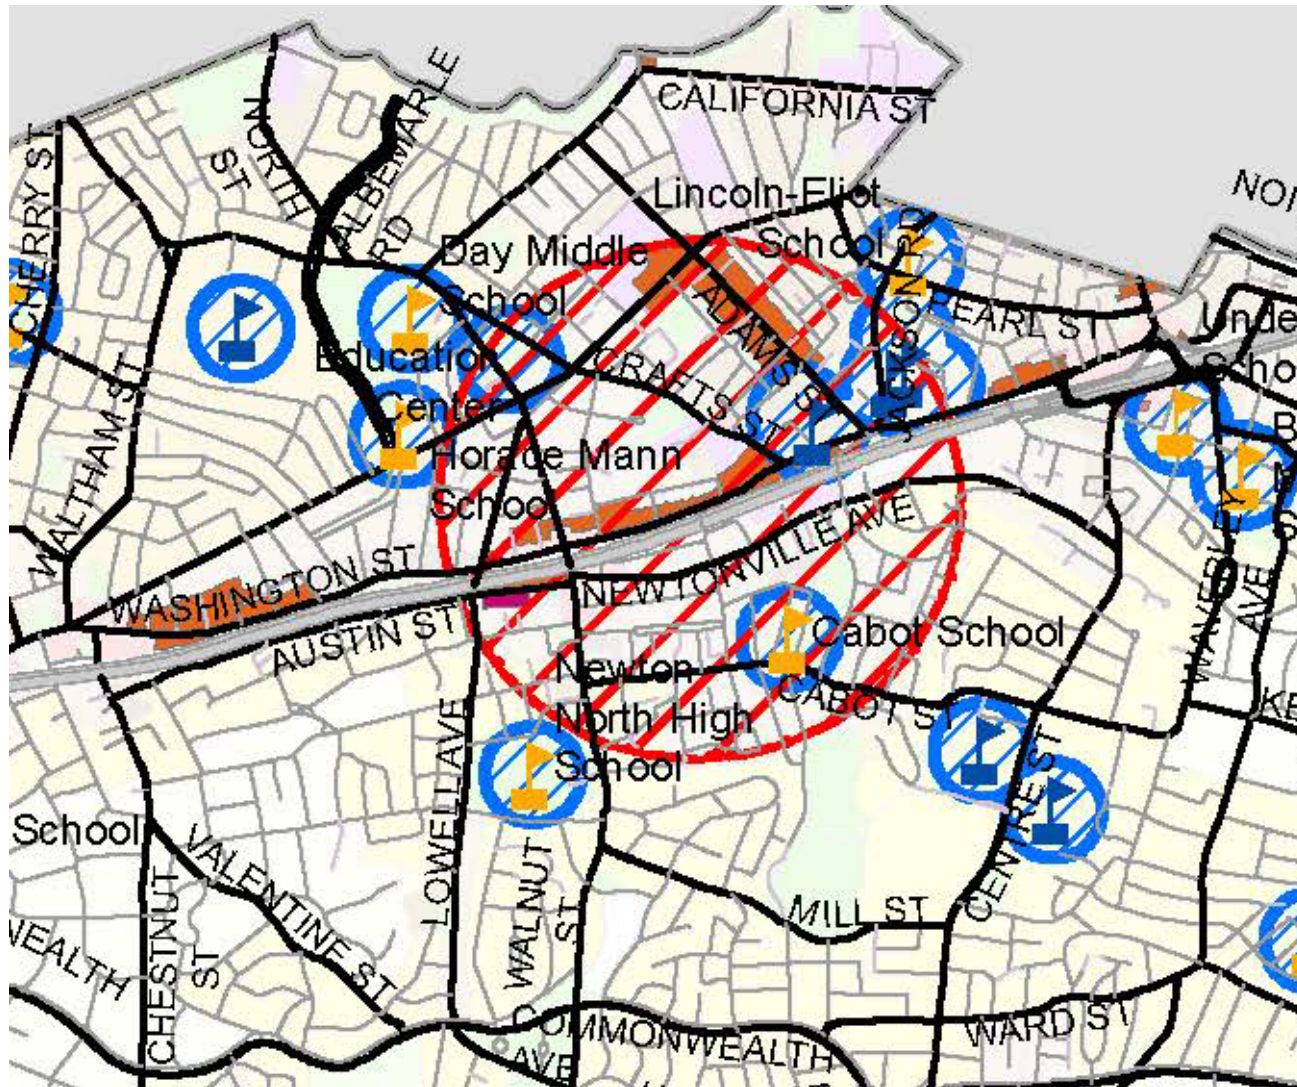 ALBEMARLE
RD
CALIFORNIA ST
CHERRY ST
NORTH
ST
Lincoln-Eliot
School
Day Middle
School
JACKSON RD
PEARL ST
ADAMS ST
Education
Center
CRAFTS ST
Horace Mann
School
WALTHAM ST
WASHINGTON ST
AUSTIN ST
NEWTONVILLE AVE
Cabot School
CABOT ST
Newton
North High
School
WAVERLEY
AVE
LOWELL AVE
WALNUT
ST
CENTRE ST
School
VALENTINE ST
CHESTNUT
ST
MILL ST
WEALTH
COMMONWEALTH
AVE
WARD ST